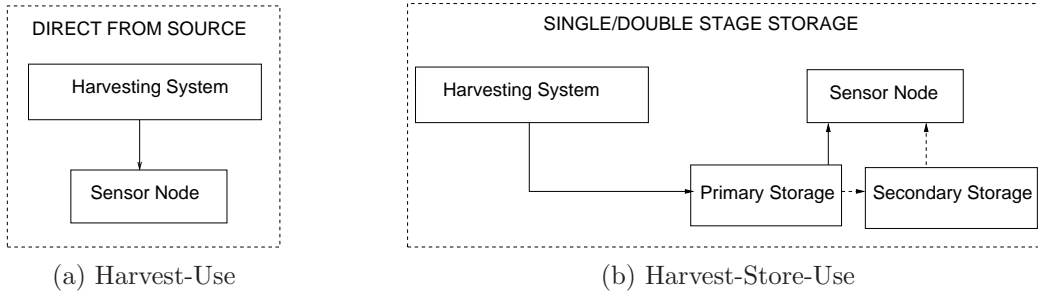 DIRECT FROM SOURCE
Harvesting System
Sensor Node
(a) Harvest-Use
SINGLE/DOUBLE STAGE STORAGE
Harvesting System
Sensor Node
Primary Storage
Secondary Storage
(b) Harvest-Store-Use